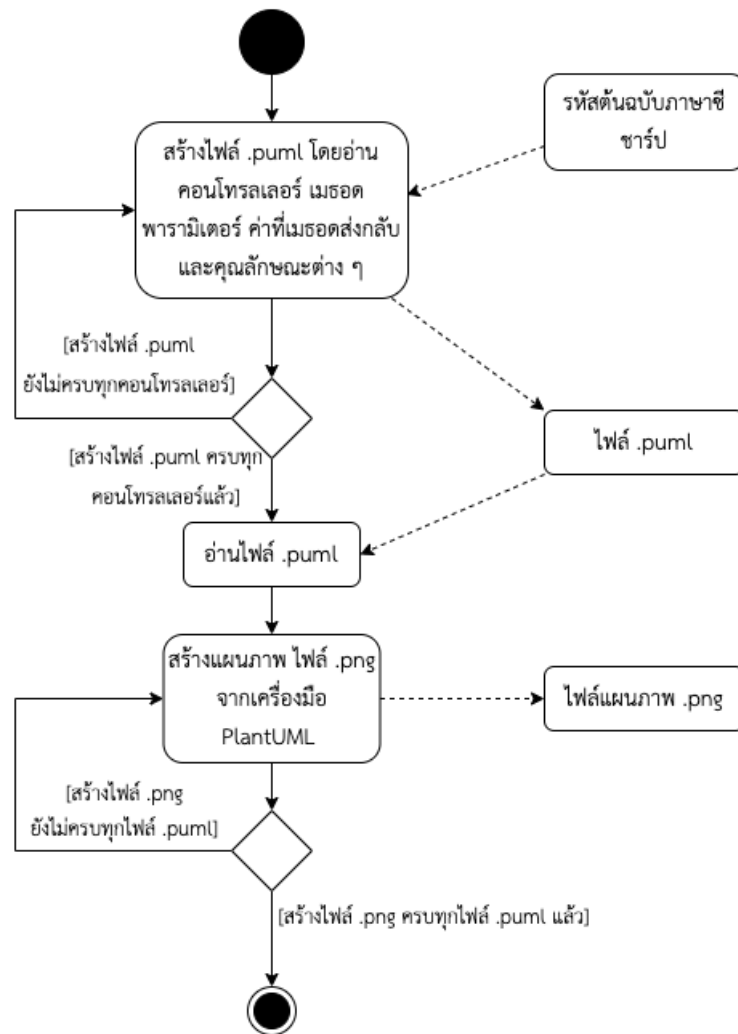 รหัสต้นฉบับภาษาซี
ชาร์ป
สร้างไฟล์ .puml โดยอ่าน
คอนโทรลเลอร์ เมธอด
พารามิเตอร์ ค่าที่เมธอดส่งกลับ
และคุณลักษณะต่าง ๆ
[สร้างไฟล์ .puml
ยังไม่ครบทุกคอนโทรลเลอร์]
ไฟล์ .puml
[สร้างไฟล์ .puml ครบทุก
คอนโทรลเลอร์แล้ว]
อ่านไฟล์ .puml
สร้างแผนภาพ ไฟล์ .png
จากเครื่องมือ
PlantUML
ไฟล์แผนภาพ .png
[สร้างไฟล์ .png
ยังไม่ครบทุกไฟล์ .puml]
[สร้างไฟล์ .png ครบทุกไฟล์ .puml แล้ว]